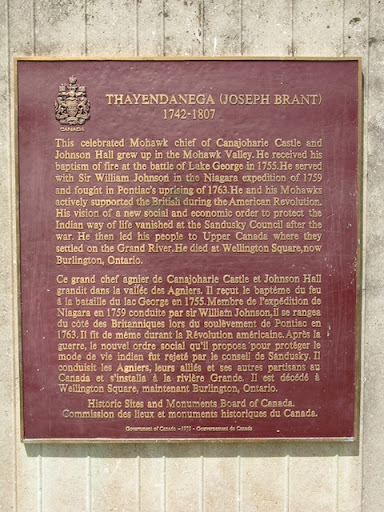 CANADA
THAYENDANEGA (JOSEPH BRANT)
1742-1807
This celebrated Mohawk chief of Canajoharie Castle and
Johnson Hall grew up in the Mohawk Valley. He received his
baptism of fire at the battle of Lake George in 1755. He served
with Sir William Johnson in the Niagara expedition of 1759
and fought in Pontiac's uprising of 1763. He and his Mohawks
actively supported the British during the American Revolution.
His vision of a new social and economic order to protect the
Indian way of life vanished at the Sandusky Council after the
war. He then led his people to Upper Canada where they
settled on the Grand River. He died at Wellington Square, now
Burlington, Ontario.
Ce grand chef agnier de Canajoharie Castle et Johnson Hall
grandit dans la vallée des Agniers. Il reçut le baptême du feu
à la bataille du lac George en 1755. Membre de l'expédition de
Niagara en 1759 conduite par sir William Johnson, il se rangea
du côté des Britanniques lors du soulèvement de Pontiac en
1763. Il fit de même durant la Révolution américaine. Après la
guerre, le nouvel ordre social qu'il proposa pour protéger le
mode de vie indien fut rejeté par le conseil de Sandusky. Il
conduisit les Agniers, leurs alliés et ses autres partisans au
Canada et s'installa à la rivière Grande. Il est décédé à
Wellington Square, maintenant Burlington, Ontario.
Historic Sites and Monuments Board of Canada.
Commission des lieux et monuments historiques du Canada.
Government of Canada - 1971 - Gouvernement du Canada